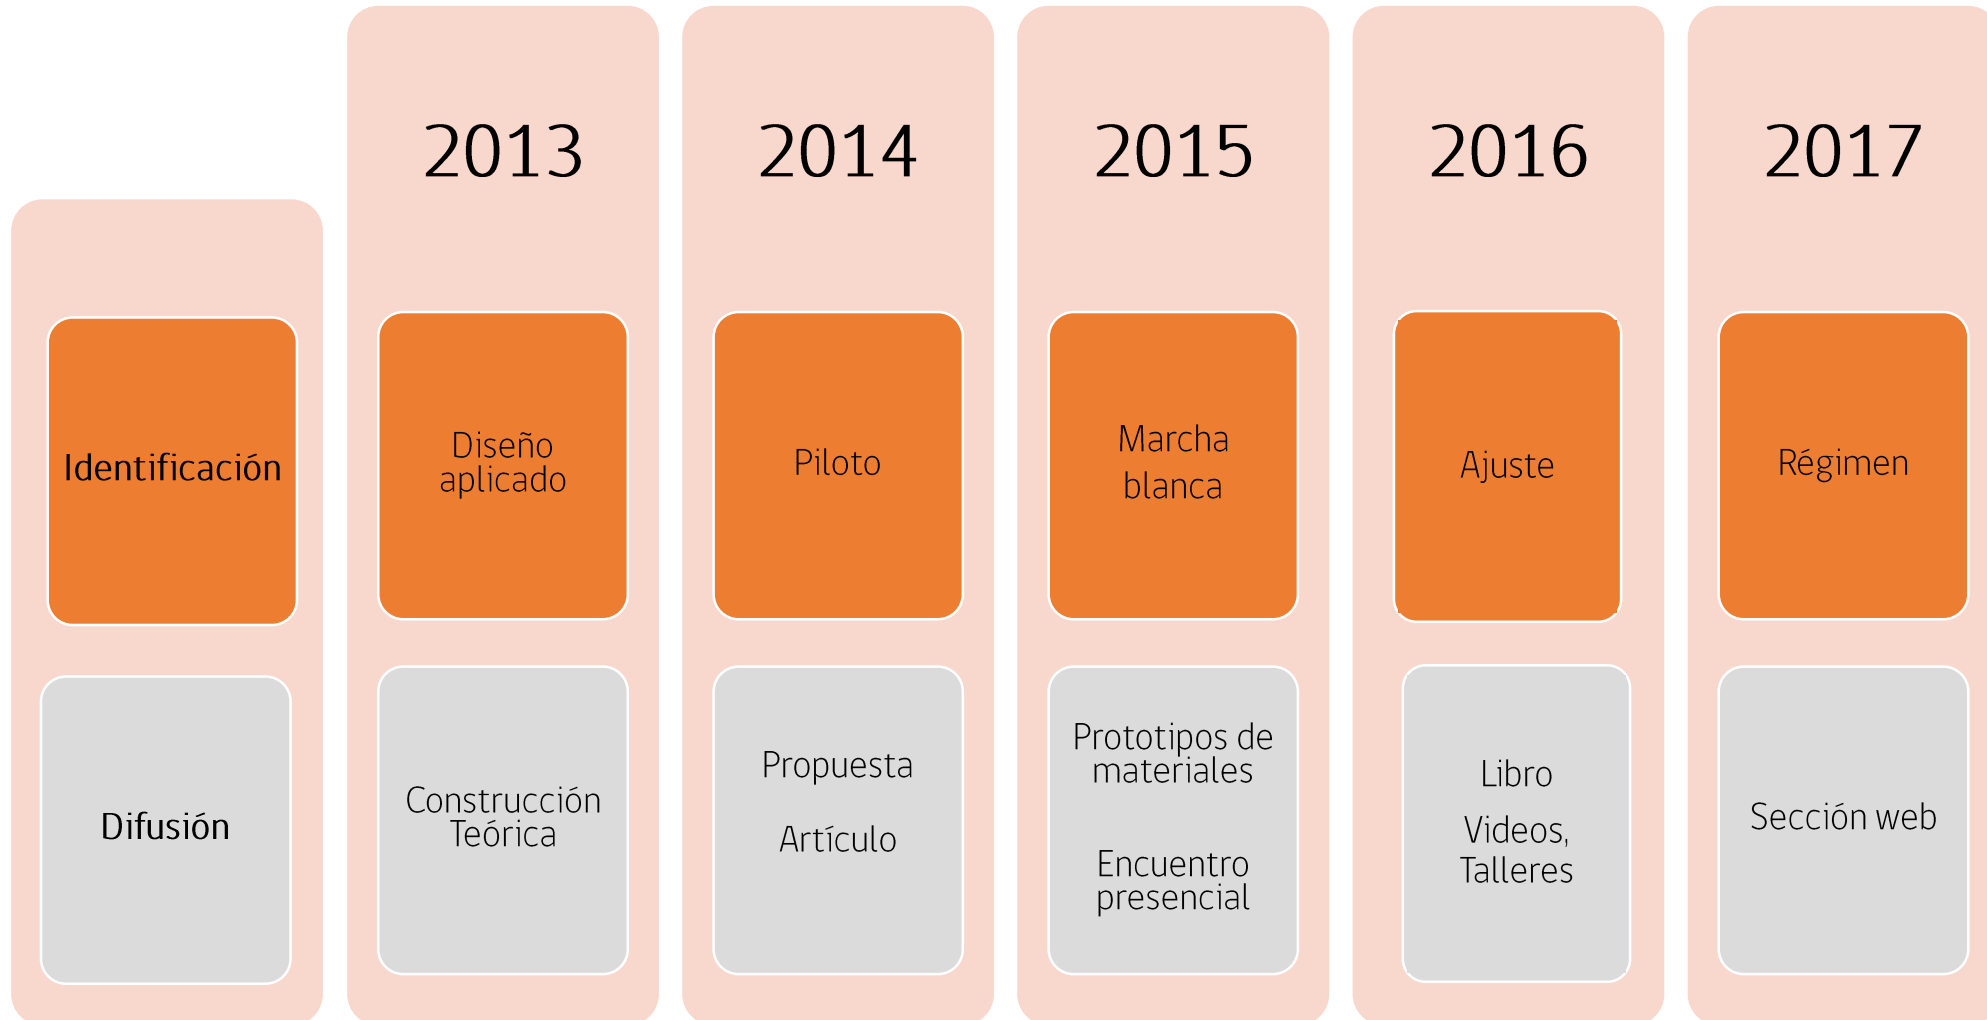 2013
2014
2015
2016
2017
Identificación
Diseño
aplicado
Piloto
Marcha
blanca
Ajuste
Régimen
Difusión
Construcción
Teórica
Propuesta
Artículo
Prototipos de
materiales
Encuentro
presencial
Libro
Videos,
Talleres
Sección web